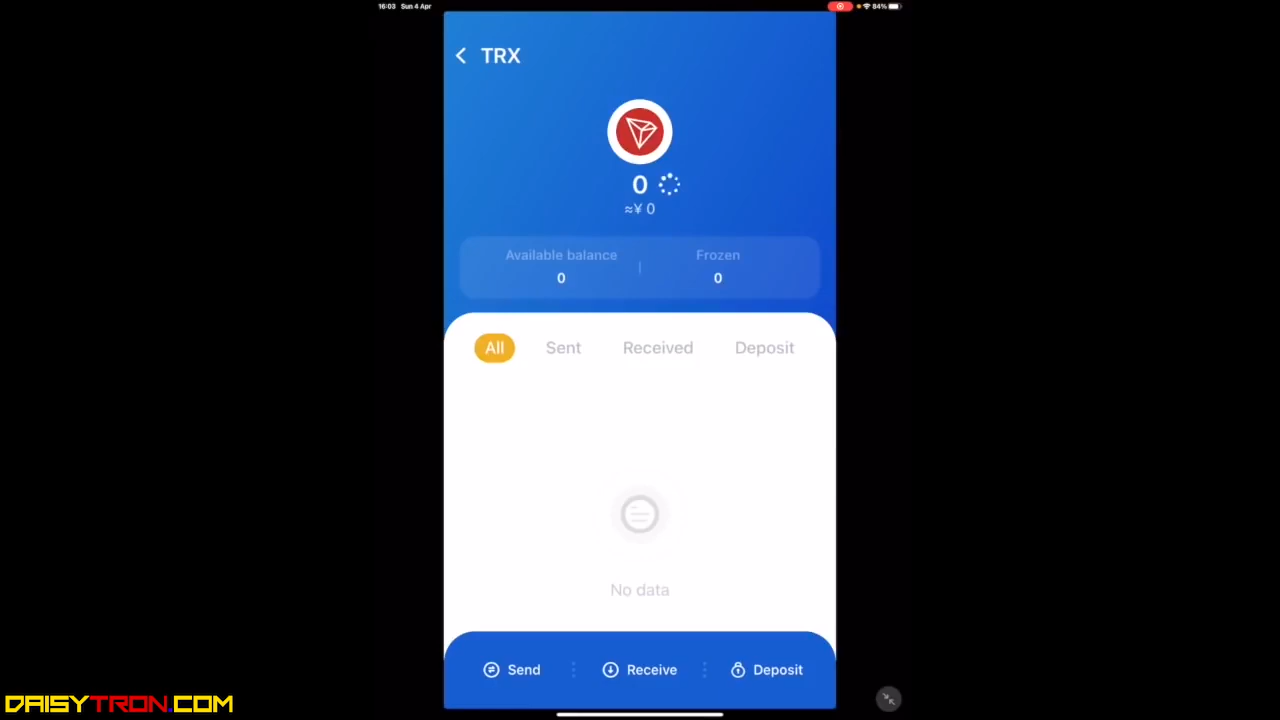 16:03 Sun 4 Apr 84%
TRX
0
≈¥ 0
Available balance Frozen
0 0
All Sent Received Deposit
No data
Send Receive Deposit
DAISYTRON.COM